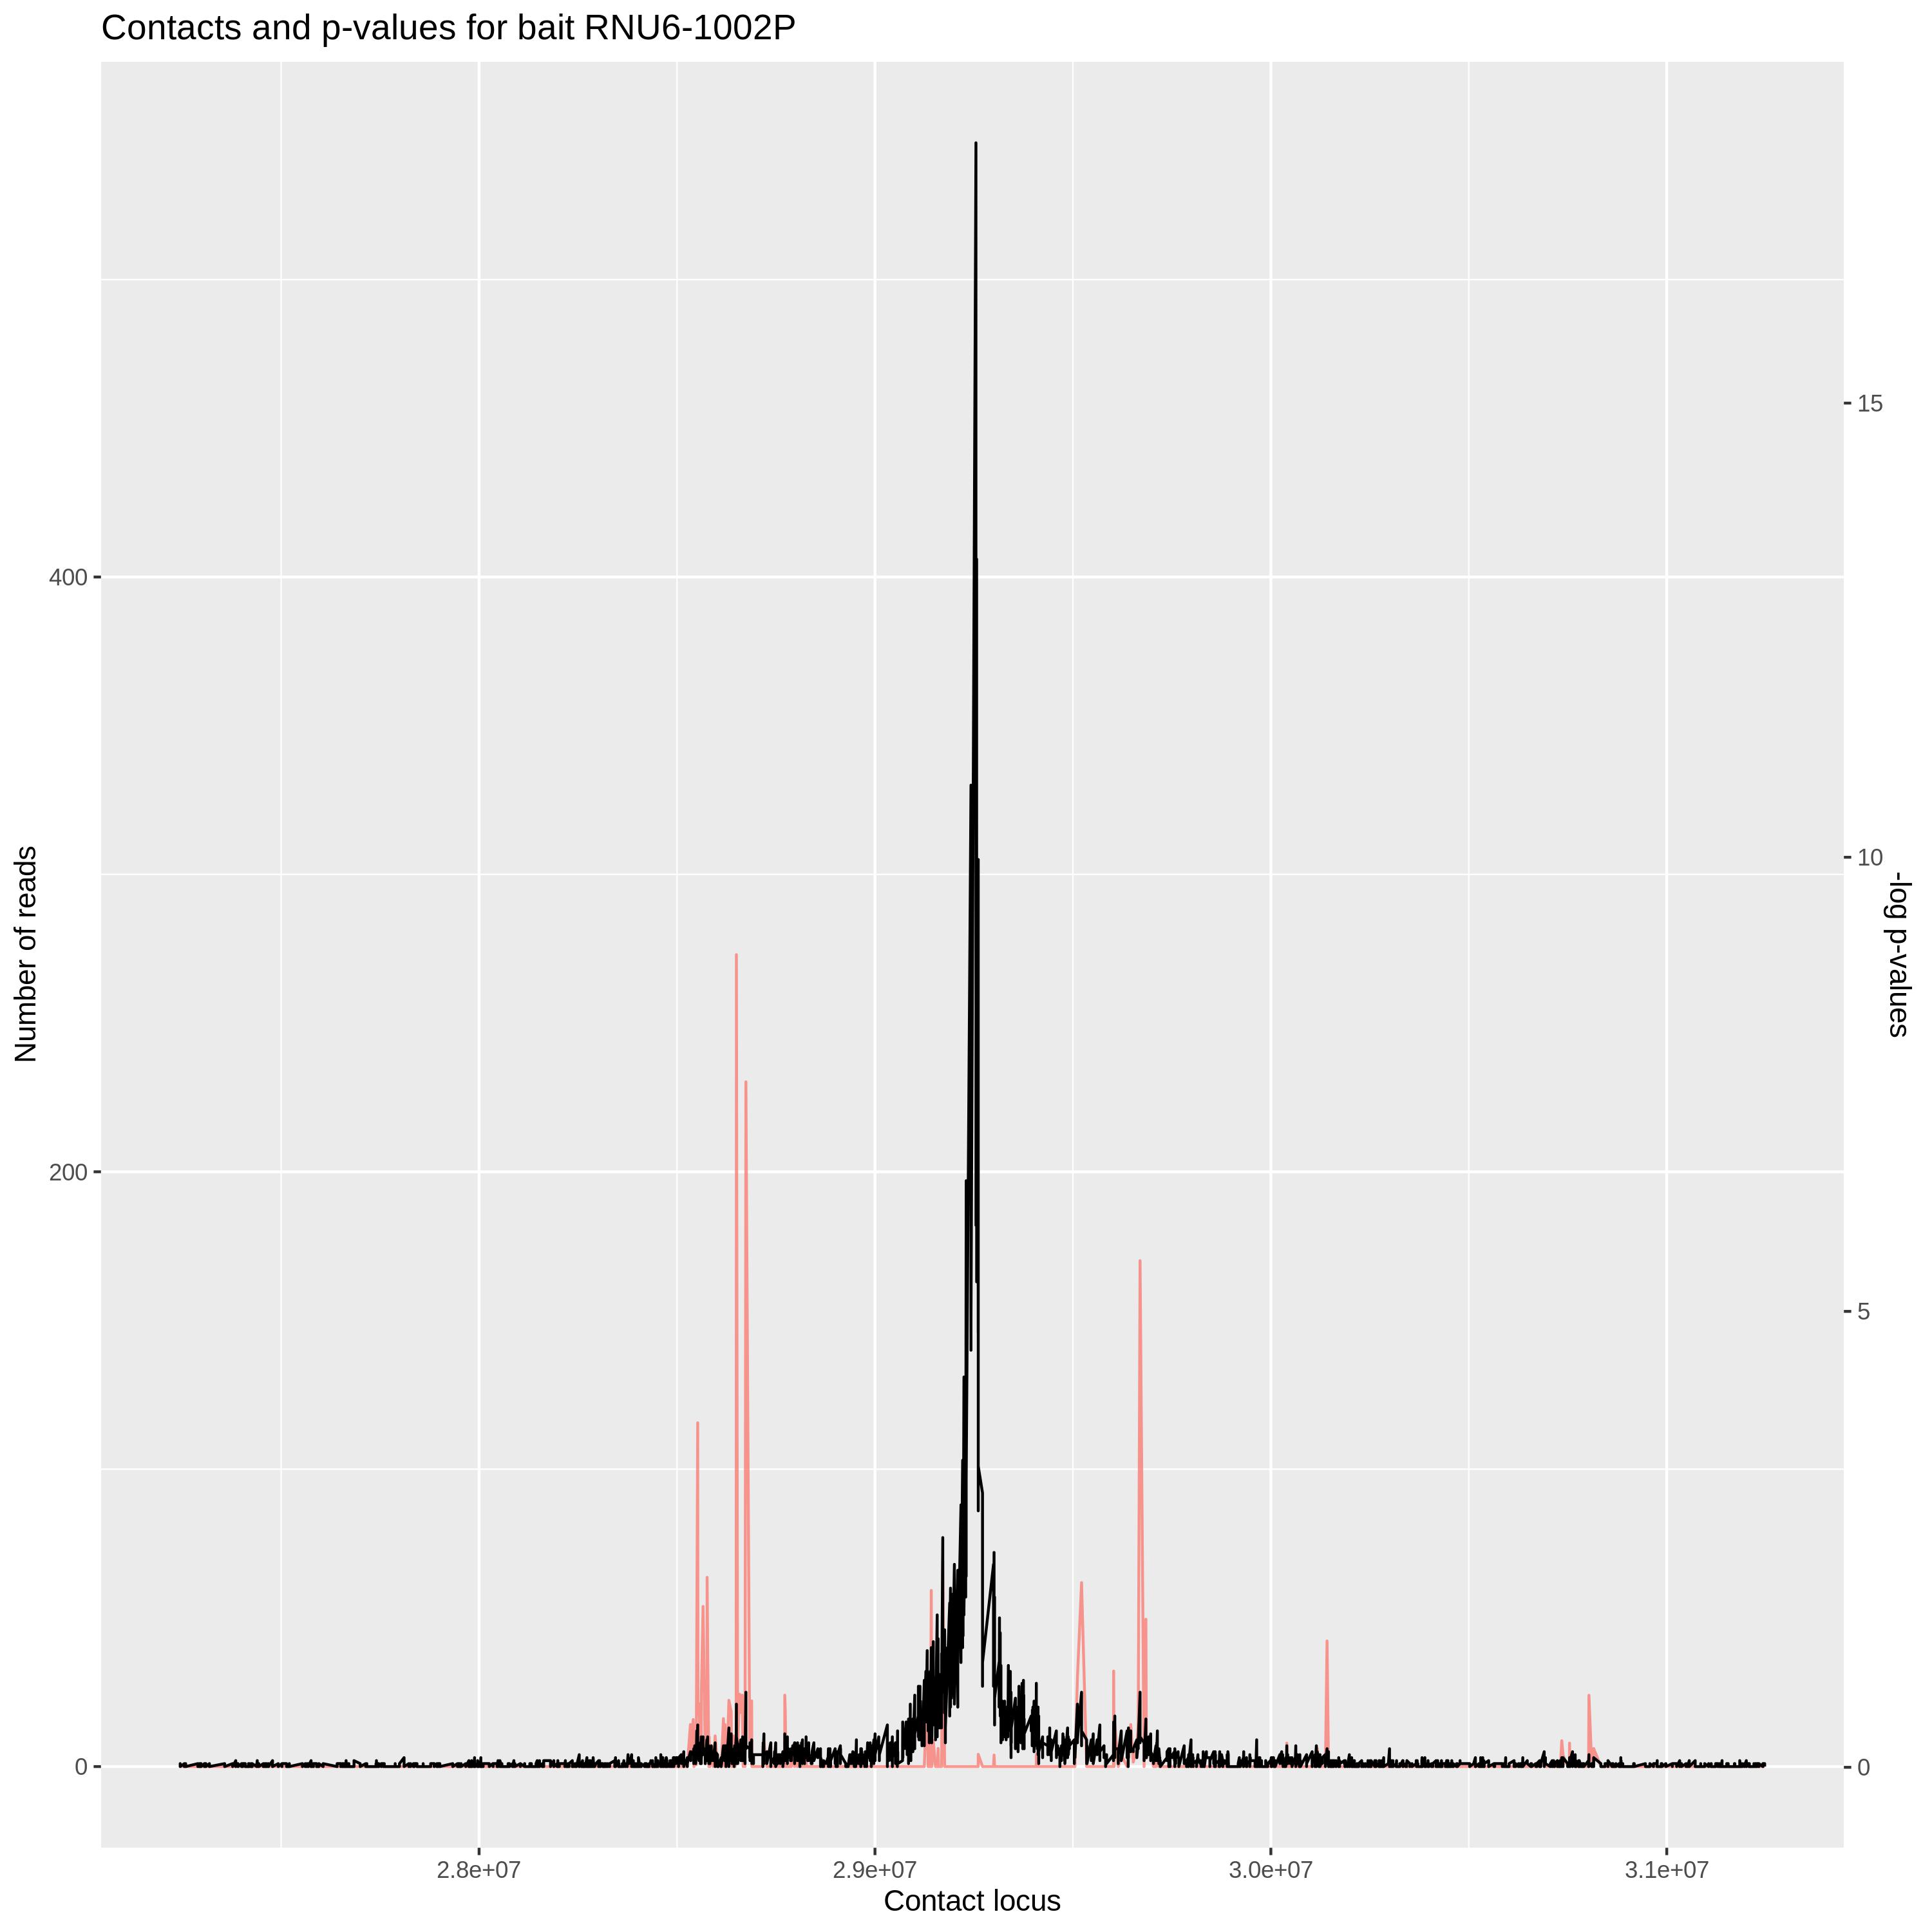 Contacts and p-values for bait RNU6-1002P
Number of reads
400
200
0
15
10
5
0
-log p-values
2.8e+07
2.9e+07
3.0e+07
3.1e+07
Contact locus